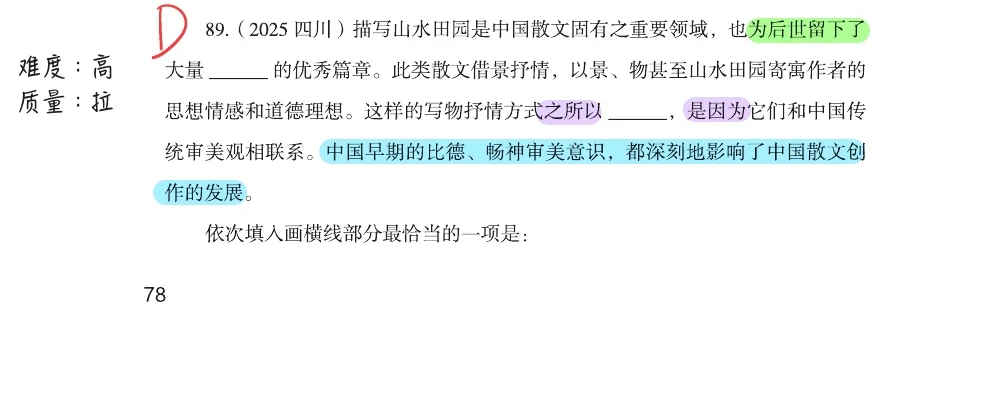 D
89.（2025 四川）描写山水田园是中国散文固有之重要领域，也为后世留下了
难度：高
大量 ______ 的优秀篇章。此类散文借景抒情，以景、物甚至山水田园寄寓作者的
质量：拉
思想情感和道德理想。这样的写物抒情方式之所以 ______，是因为它们和中国传
统审美观相联系。中国早期的比德、畅神审美意识，都深刻地影响了中国散文创
作的发展。
依次填入画横线部分最恰当的一项是：
78